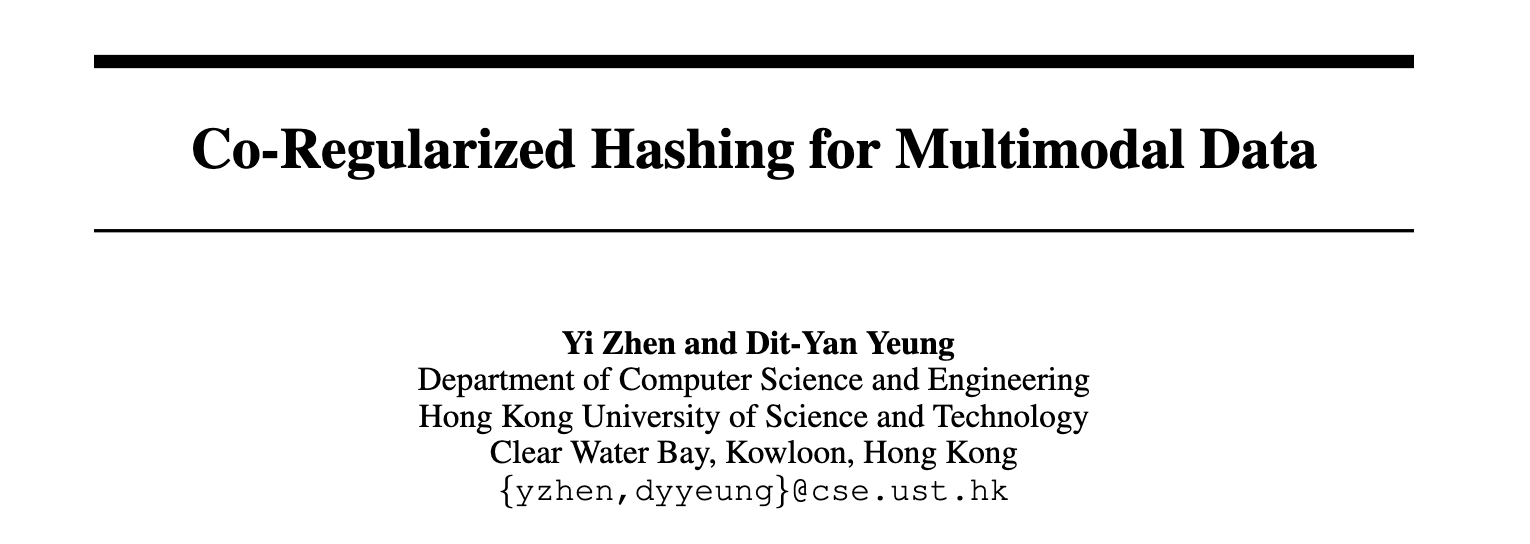 Co-Regularized Hashing for Multimodal Data
Yi Zhen and Dit-Yan Yeung
Department of Computer Science and Engineering
Hong Kong University of Science and Technology
Clear Water Bay, Kowloon, Hong Kong
{yzhen,dyyeung}@cse.ust.hk